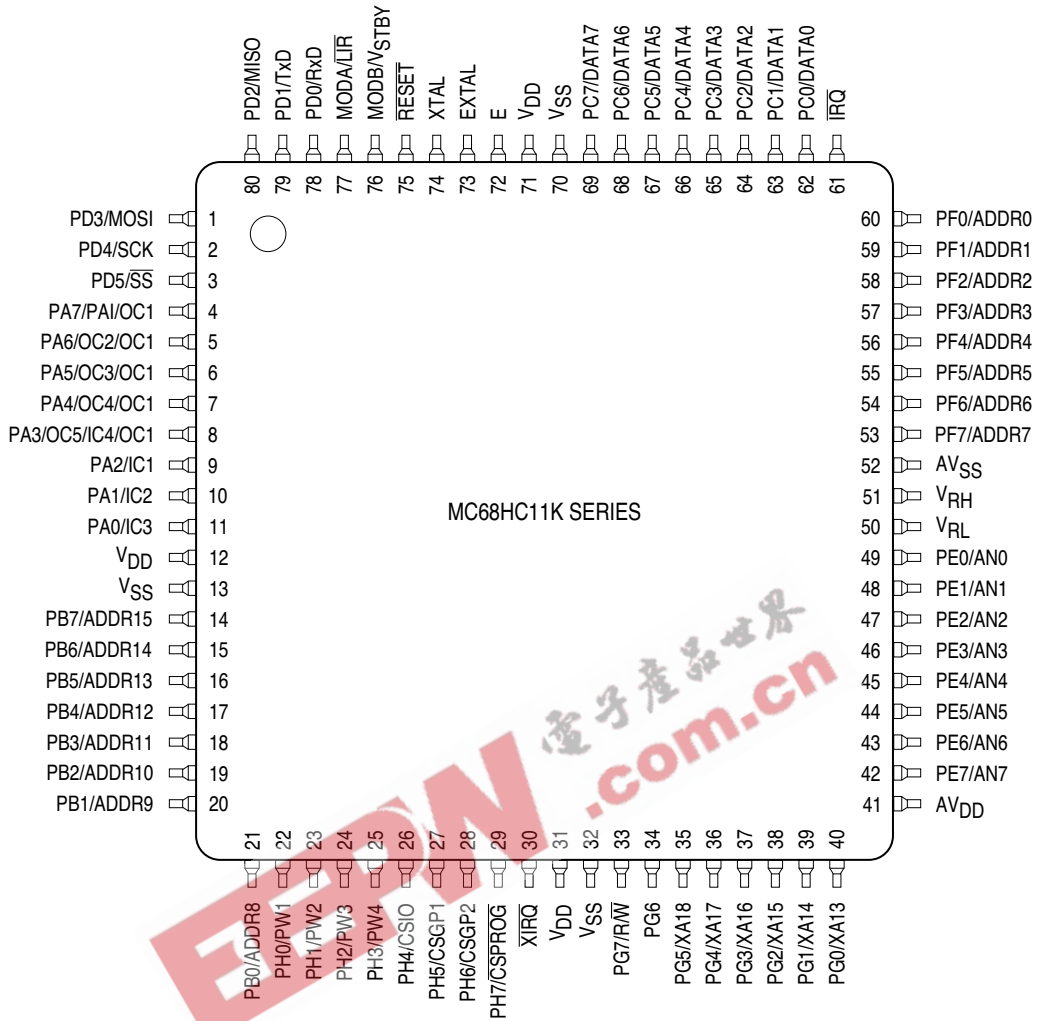 PD2/MISO
PD1/TxD
PD0/RxD
MODA/L̅I̅R̅
MODB/VSTBY
R̅E̅S̅E̅T̅
XTAL
EXTAL
E
VDD
VSS
PC7/DATA7
PC6/DATA6
PC5/DATA5
PC4/DATA4
PC3/DATA3
PC2/DATA2
PC1/DATA1
PC0/DATA0
I̅R̅Q̅
80 79 78 77 76 75 74 73 72 71 70 69 68 67 66 65 64 63 62 61
PD3/MOSI 1
PD4/SCK 2
PD5/S̅S̅ 3
PA7/PAI/OC1 4
PA6/OC2/OC1 5
PA5/OC3/OC1 6
PA4/OC4/OC1 7
PA3/OC5/IC4/OC1 8
PA2/IC1 9
PA1/IC2 10
PA0/IC3 11
VDD 12
VSS 13
PB7/ADDR15 14
PB6/ADDR14 15
PB5/ADDR13 16
PB4/ADDR12 17
PB3/ADDR11 18
PB2/ADDR10 19
PB1/ADDR9 20
MC68HC11K SERIES
60 PF0/ADDR0
59 PF1/ADDR1
58 PF2/ADDR2
57 PF3/ADDR3
56 PF4/ADDR4
55 PF5/ADDR5
54 PF6/ADDR6
53 PF7/ADDR7
52 AVSS
51 VRH
50 VRL
49 PE0/AN0
48 PE1/AN1
47 PE2/AN2
46 PE3/AN3
45 PE4/AN4
44 PE5/AN5
43 PE6/AN6
42 PE7/AN7
41 AVDD
21 22 23 24 25 26 27 28 29 30 31 32 33 34 35 36 37 38 39 40
PB0/ADDR8
PH0/PW1
PH1/PW2
PH2/PW3
PH3/PW4
PH4/CSIO
PH5/CSGP1
PH6/CSGP2
PH7/C̅S̅P̅R̅O̅G̅
X̅I̅R̅Q̅
VDD
VSS
PG7/R/W̅
PG6
PG5/XA18
PG4/XA17
PG3/XA16
PG2/XA15
PG1/XA14
PG0/XA13
EEPW
電子產品世界
.com.cn